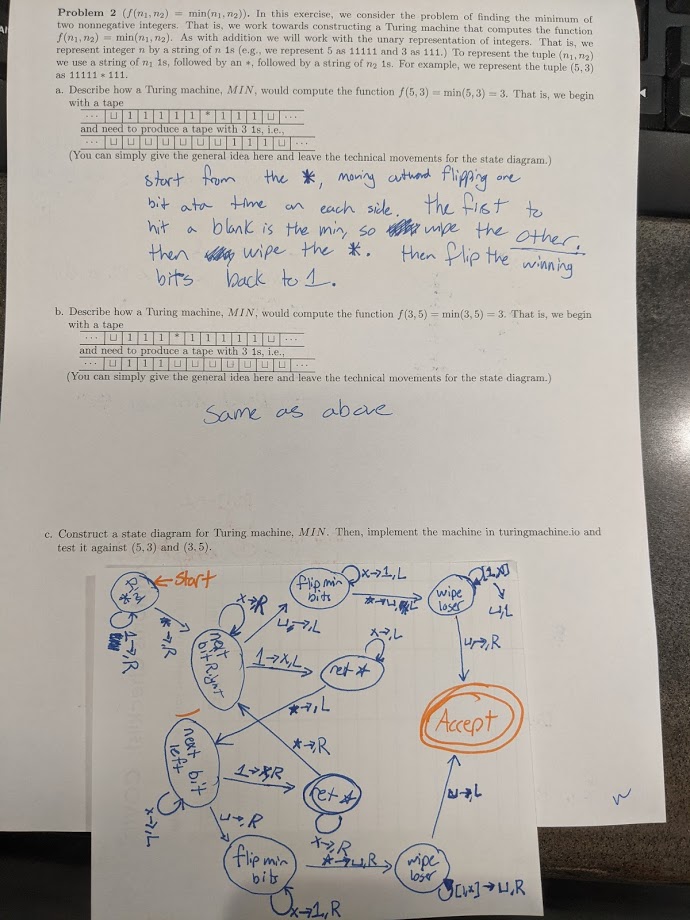 Problem 2 (f(n₁, n₂) = min(n₁, n₂)). In this exercise, we consider the problem of finding the minimum of
two nonnegative integers. That is, we work towards constructing a Turing machine that computes the function
f(n₁, n₂) = min(n₁, n₂). As with addition we will work with the unary representation of integers. That is, we
represent integer n by a string of n 1s (e.g., we represent 5 as 11111 and 3 as 111.) To represent the tuple (n₁, n₂)
we use a string of n₁ 1s, followed by an *, followed by a string of n₂ 1s. For example, we represent the tuple (5, 3)
as 11111 * 111.
a. Describe how a Turing machine, MIN, would compute the function f(5, 3) = min(5, 3) = 3. That is, we begin
with a tape
··· ⊔ 1 1 1 1 1 * 1 1 1 ⊔ ···
and need to produce a tape with 3 1s, i.e.,
··· ⊔ ⊔ ⊔ ⊔ ⊔ ⊔ ⊔ 1 1 1 ⊔ ···
(You can simply give the general idea here and leave the technical movements for the state diagram.)
start from the *, moving outward flipping one
bit at a time on each side. the first to
hit a blank is the min, so wipe the other.
then wipe the *. then flip the winning
bits back to 1.
b. Describe how a Turing machine, MIN, would compute the function f(3, 5) = min(3, 5) = 3. That is, we begin
with a tape
··· ⊔ 1 1 1 * 1 1 1 1 1 ⊔ ···
and need to produce a tape with 3 1s, i.e.,
··· ⊔ 1 1 1 ⊔ ⊔ ⊔ ⊔ ⊔ ⊔ ⊔ ···
(You can simply give the general idea here and leave the technical movements for the state diagram.)
Same as above
c. Construct a state diagram for Turing machine, MIN. Then, implement the machine in turingmachine.io and
test it against (5, 3) and (3, 5).
← Start
1→,R
*→,R
next
bit Right
x→,R
⊔→,L
flip min
bits
x→1,L
*→⊔,L
wipe
loser
[1,x]
⊔,L
⊔→,R
1→x,L
ret *
x→,L
*→,L
Accept
next bit
left
x→,L
1→x,R
*→,R
ret *
x→,R
⊔→,R
flip min
bits
x→1,R
*→⊔,R
wipe
loser
[1,x]→⊔,R
⊔→,L